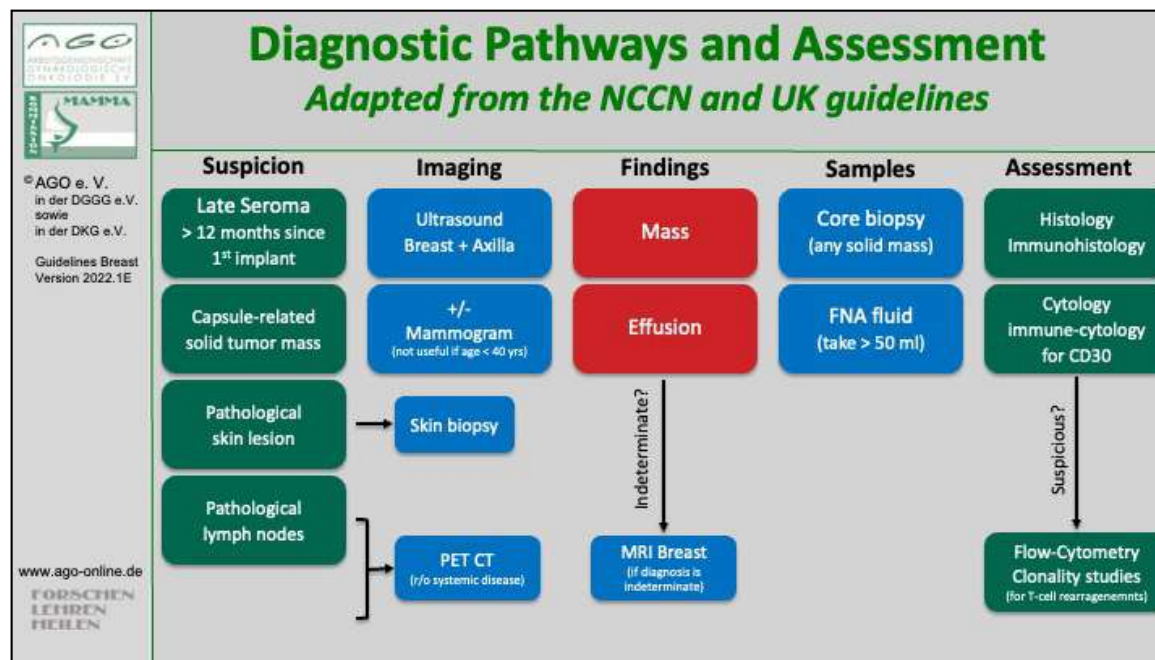 AGO
ARBEITSGEMEINSCHAFT
GYNÄKOLOGISCHE
ONKOLOGIE E.V.
MAMMA
© AGO e. V.
in der DGGG e.V.
sowie
in der DKG e.V.
Guidelines Breast
Version 2022.1E
www.ago-online.de
FORSCHEN
LEHREN
HEILEN
Diagnostic Pathways and Assessment
Adapted from the NCCN and UK guidelines
Suspicion
Late Seroma
> 12 months since
1st implant
Capsule-related
solid tumor mass
Pathological
skin lesion
Pathological
lymph nodes
Imaging
Ultrasound
Breast + Axilla
+/-
Mammogram
(not useful if age < 40 yrs)
Skin biopsy
PET CT
(r/o systemic disease)
Findings
Mass
Effusion
Indeterminate?
MRI Breast
(if diagnosis is
indeterminate)
Samples
Core biopsy
(any solid mass)
FNA fluid
(take > 50 ml)
Assessment
Histology
Immunohistology
Cytology
immune-cytology
for CD30
Suspicious?
Flow-Cytometry
Clonality studies
(for T-cell rearragenemnts)